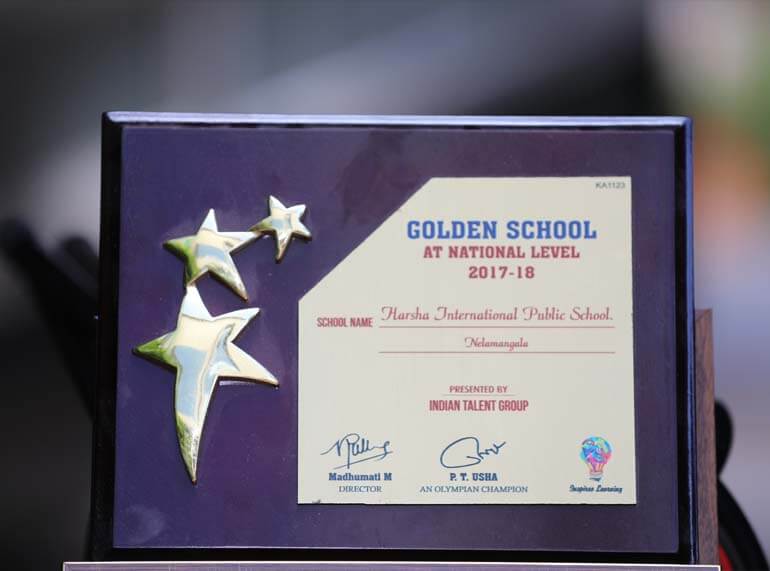 KA1123
GOLDEN SCHOOL
AT NATIONAL LEVEL
2017-18
SCHOOL NAME Harsha International Public School.
Nelamangala
PRESENTED BY
INDIAN TALENT GROUP
Madhumati M
DIRECTOR
P. T. USHA
AN OLYMPIAN CHAMPION
Inspires Learning